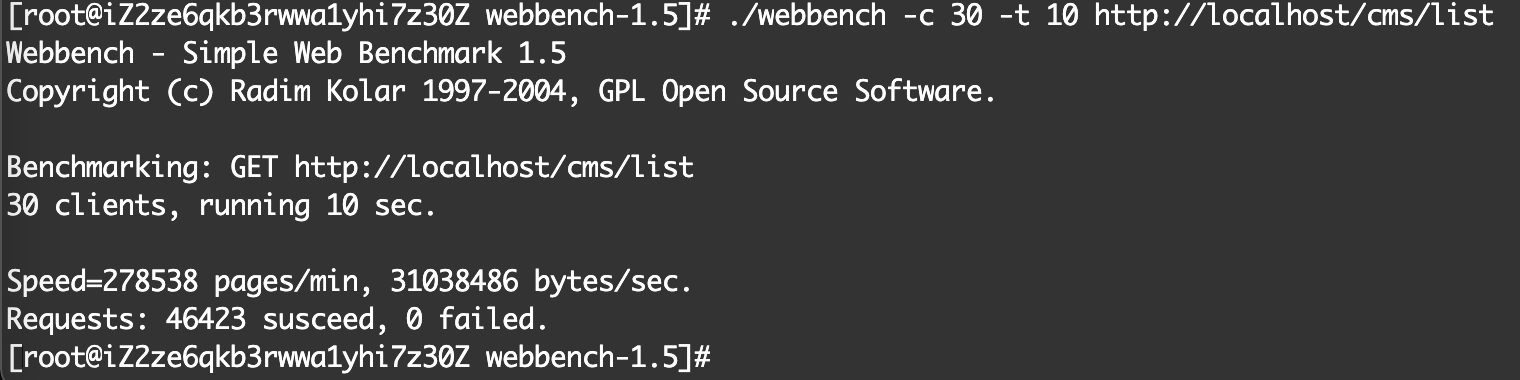 [root@iZ2ze6qkb3rwwa1yhi7z30Z webbench-1.5]# ./webbench -c 30 -t 10 http://localhost/cms/list
Webbench - Simple Web Benchmark 1.5
Copyright (c) Radim Kolar 1997-2004, GPL Open Source Software.
Benchmarking: GET http://localhost/cms/list
30 clients, running 10 sec.
Speed=278538 pages/min, 31038486 bytes/sec.
Requests: 46423 susceed, 0 failed.
[root@iZ2ze6qkb3rwwa1yhi7z30Z webbench-1.5]#